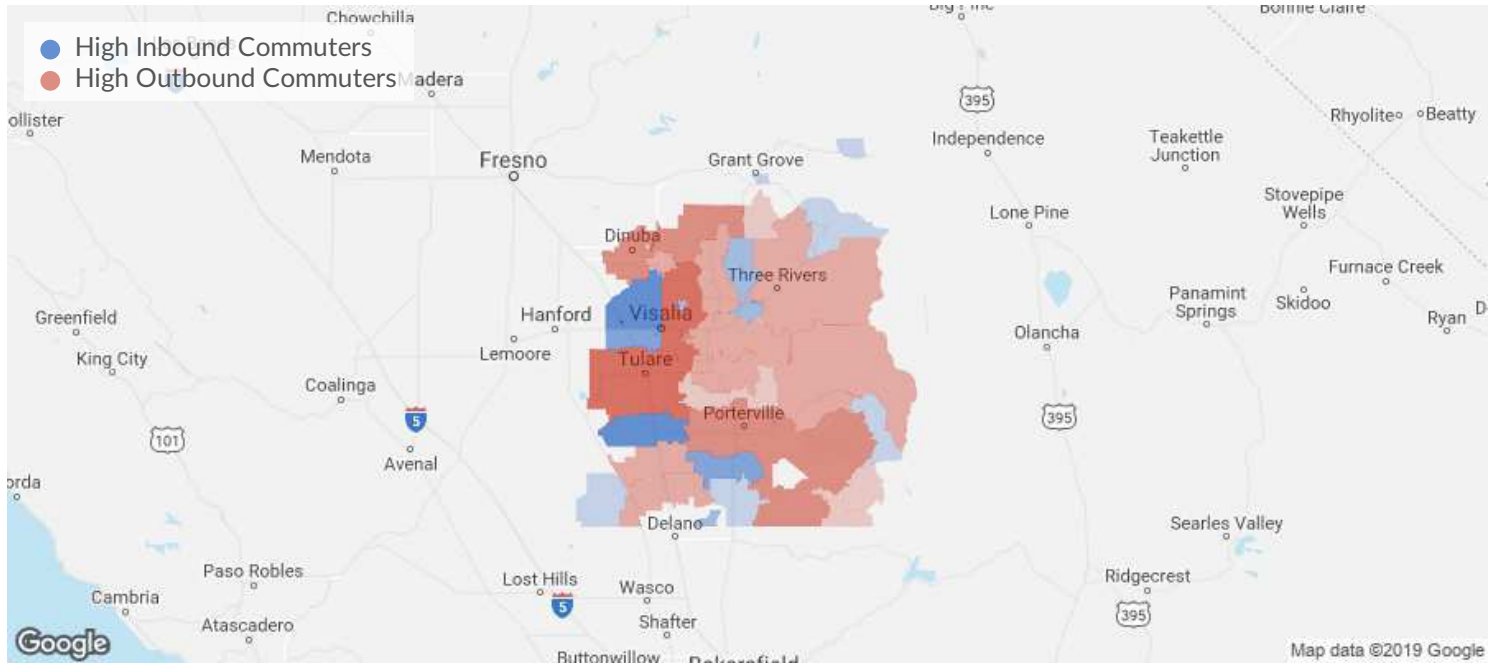 High Inbound Commuters
High Outbound Commuters
Chowchilla
Bonnie Claire
Madera
395
Rhyolite
Beatty
ollister
Independence
Teakettle
Junction
Mendota
Fresno
Grant Grove
Stovepipe
Wells
Lone Pine
Dinuba
Three Rivers
Furnace Creek
Panamint
Springs
Skidoo
Greenfield
Hanford
Visalia
Ryan
D
Olancha
King City
Lemoore
Tulare
Coalinga
5
Porterville
395
101
Avenal
orda
Delano
Searles Valley
Paso Robles
Lost Hills
Wasco
Ridgecrest
Cambria
5
395
Atascadero
Shafter
Google
Buttonwillow
Map data ©2019 Google